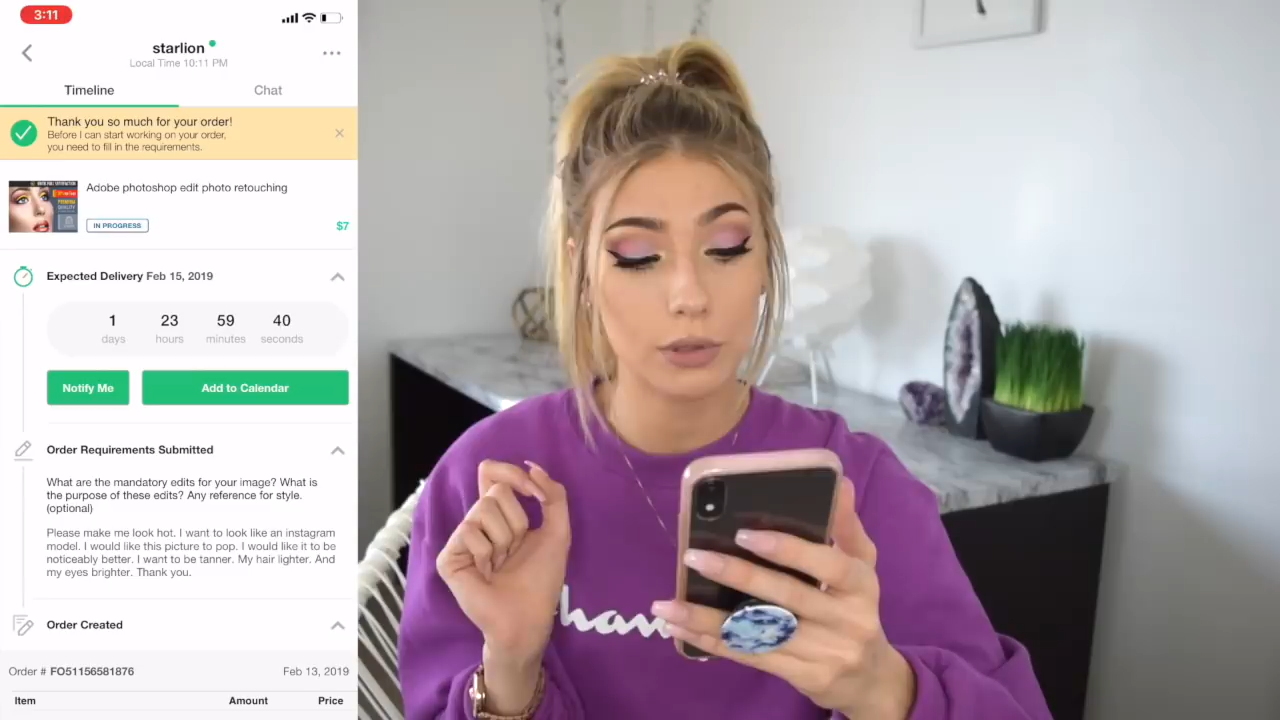 3:11
starlion
Local Time 10:11 PM
Timeline
Chat
Thank you so much for your order!
Before I can start working on your order,
you need to fill in the requirements.
Adobe photoshop edit photo retouching
IN PROGRESS
$7
Expected Delivery Feb 15, 2019
1
23
59
40
days
hours
minutes
seconds
Notify Me
Add to Calendar
Order Requirements Submitted
What are the mandatory edits for your image? What is
the purpose of these edits? Any reference for style.
(optional)
Please make me look hot. I want to look like an instagram
model. I would like this picture to pop. I would like it to be
noticeably better. I want to be tanner. My hair lighter. And
my eyes brighter. Thank you.
Order Created
Order # FO51156581876
Feb 13, 2019
Item
Amount
Price